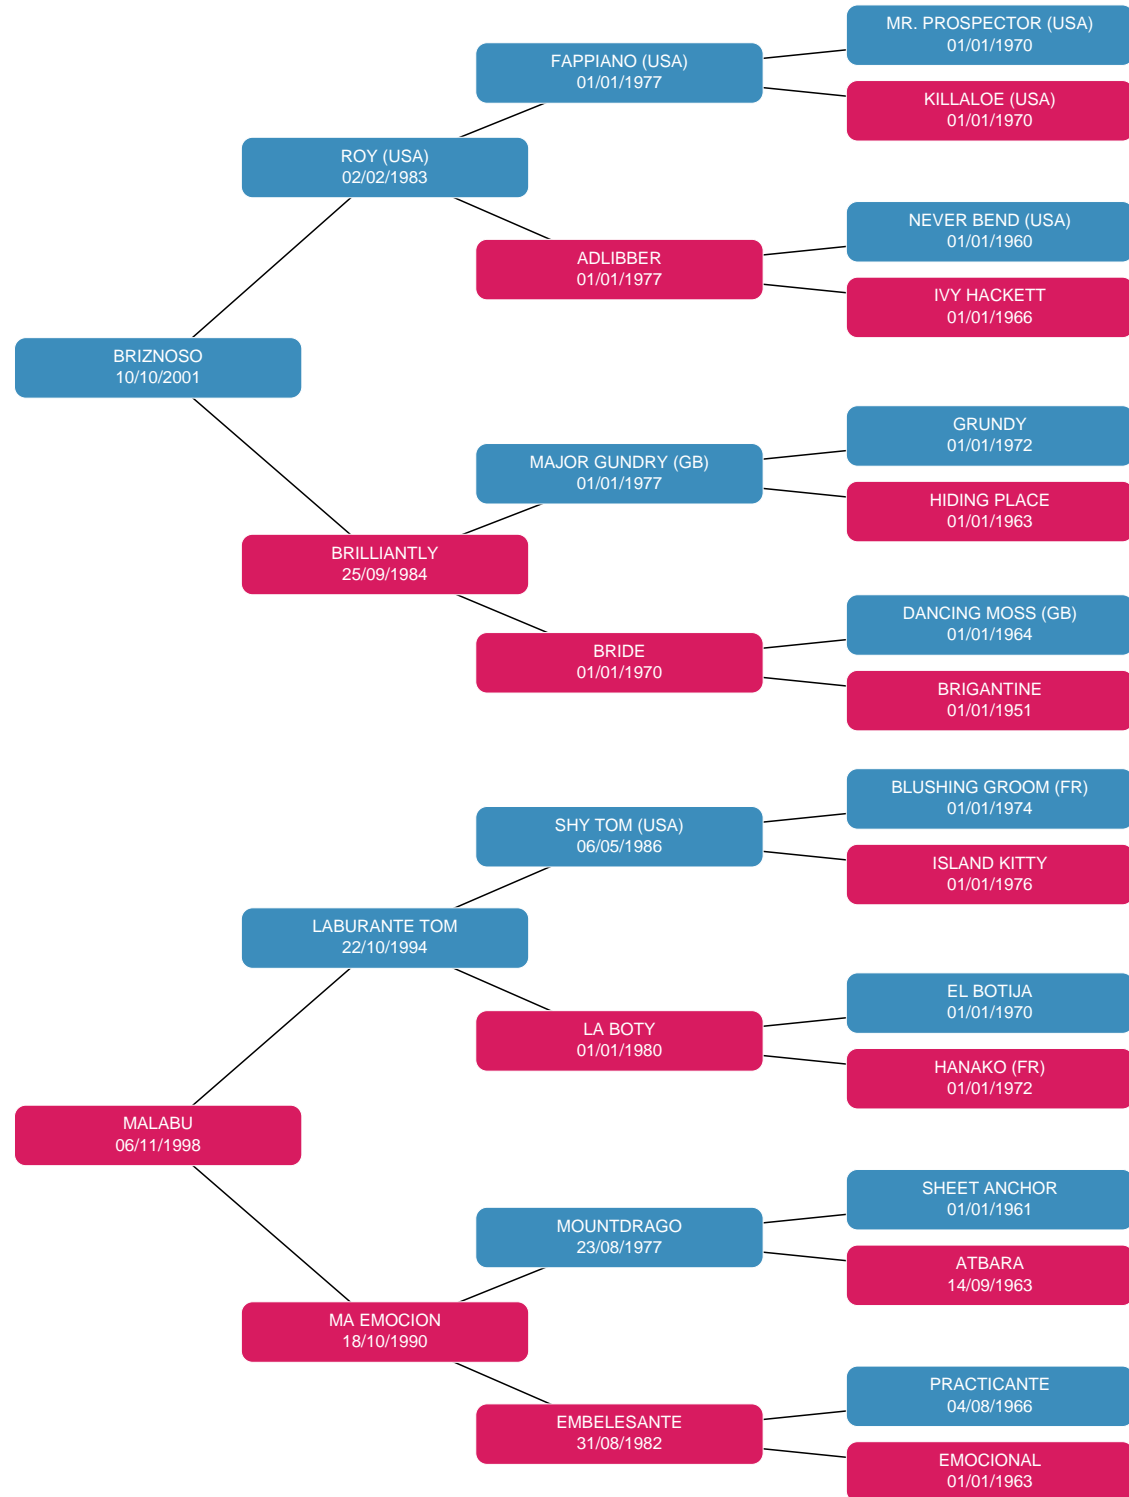 MR. PROSPECTOR (USA)
01/01/1970
FAPPIANO (USA)
01/01/1977
KILLALOE (USA)
01/01/1970
ROY (USA)
02/02/1983
NEVER BEND (USA)
01/01/1960
ADLIBBER
01/01/1977
IVY HACKETT
01/01/1966
BRIZNOSO
10/10/2001
GRUNDY
01/01/1972
MAJOR GUNDRY (GB)
01/01/1977
HIDING PLACE
01/01/1963
BRILLIANTLY
25/09/1984
DANCING MOSS (GB)
01/01/1964
BRIDE
01/01/1970
BRIGANTINE
01/01/1951
BLUSHING GROOM (FR)
01/01/1974
SHY TOM (USA)
06/05/1986
ISLAND KITTY
01/01/1976
LABURANTE TOM
22/10/1994
EL BOTIJA
01/01/1970
LA BOTY
01/01/1980
HANAKO (FR)
01/01/1972
MALABU
06/11/1998
SHEET ANCHOR
01/01/1961
MOUNTDRAGO
23/08/1977
ATBARA
14/09/1963
MA EMOCION
18/10/1990
PRACTICANTE
04/08/1966
EMBELESANTE
31/08/1982
EMOCIONAL
01/01/1963